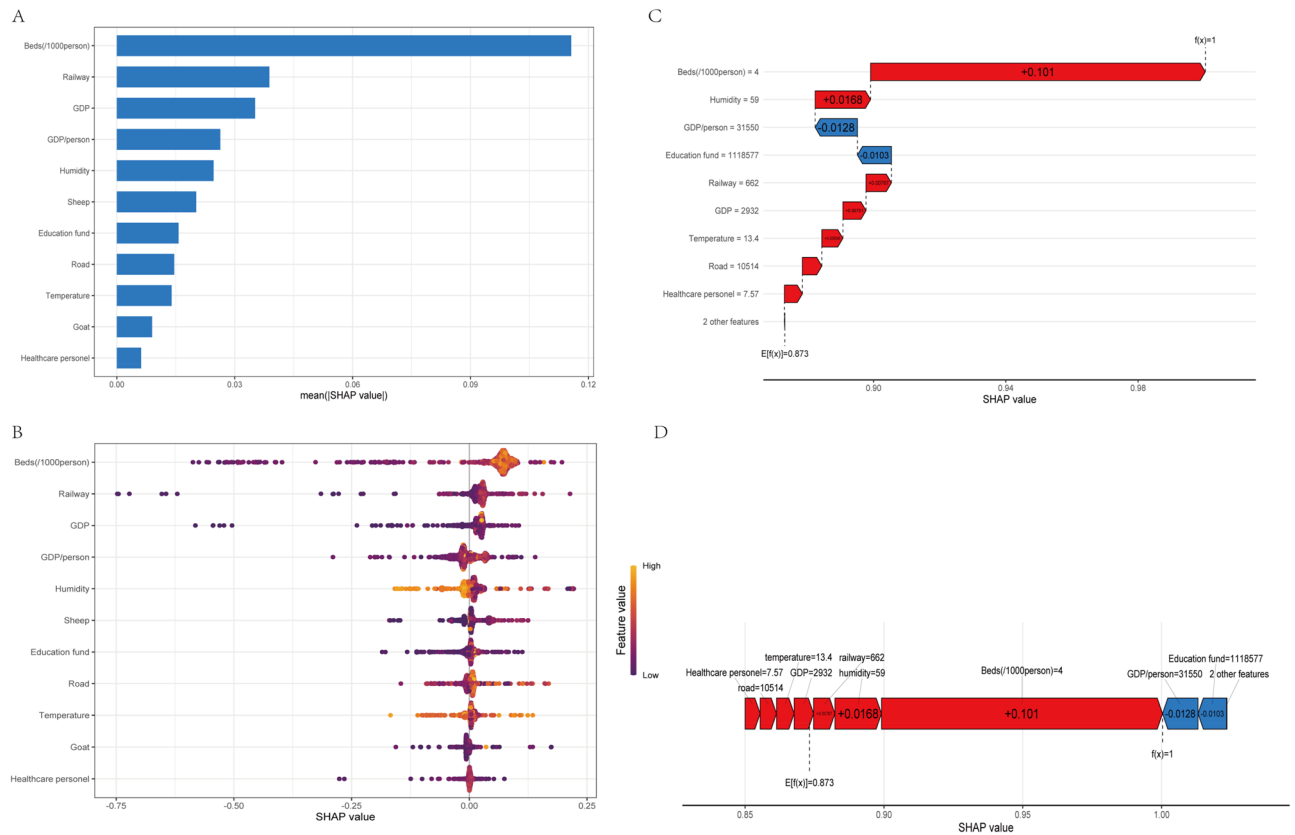 A
Beds(/1000person)
Railway
GDP
GDP/person
Humidity
Sheep
Education fund
Road
Temperature
Goat
Healthcare personel
0.00 0.03 0.06 0.09 0.12
mean(|SHAP value|)
B
Beds(/1000person)
Railway
GDP
GDP/person
Humidity
Sheep
Education fund
Road
Temperature
Goat
Healthcare personel
-0.75 -0.50 -0.25 0.00 0.25
SHAP value
High
Feature value
Low
C
f(x)=1
Beds(/1000person) = 4
+0.101
Humidity = 59
+0.0168
GDP/person = 31550
-0.0128
Education fund = 1118577
-0.0103
Railway = 662
GDP = 2932
Temperature = 13.4
Road = 10514
Healthcare personel = 7.57
2 other features
E[f(x)]=0.873
0.90 0.94 0.98
SHAP value
D
temperature=13.4 railway=662
Education fund=1118577
Healthcare personel=7.57 GDP=2932 humidity=59
Beds(/1000person)=4
GDP/person=31550 2 other features
road=10514
+0.0168 +0.101 -0.0128 -0.0103
f(x)=1
E[f(x)]=0.873
0.85 0.90 0.95 1.00
SHAP value